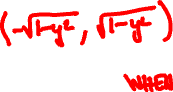 (-√1-y², √1-y²)
WHEN